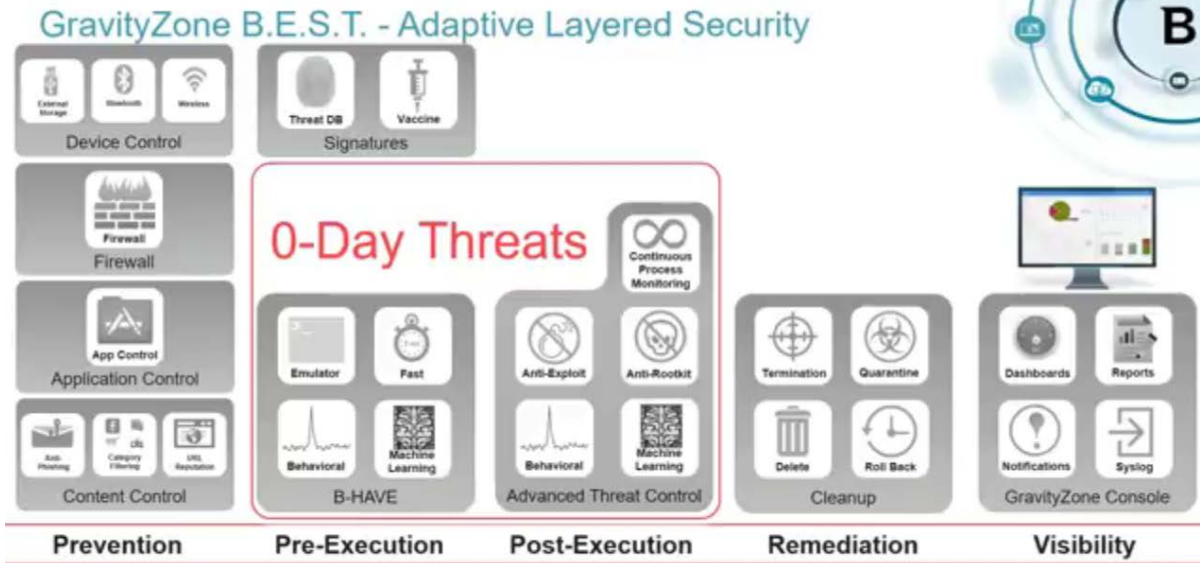 GravityZone B.E.S.T. - Adaptive Layered Security
B
External
Storage
Bluetooth
Wireless
Device Control
Threat DB
Vaccine
Signatures
Firewall
Firewall
App Control
Application Control
Anti-
Phishing
Category
Filtering
URL
Reputation
Content Control
0-Day Threats
Continuous
Process
Monitoring
Emulator
Fast
Behavioral
Machine
Learning
B-HAVE
Anti-Exploit
Anti-Rootkit
Behavioral
Machine
Learning
Advanced Threat Control
Termination
Quarantine
Delete
Roll Back
Cleanup
Dashboards
Reports
Notifications
Syslog
GravityZone Console
Prevention
Pre-Execution
Post-Execution
Remediation
Visibility